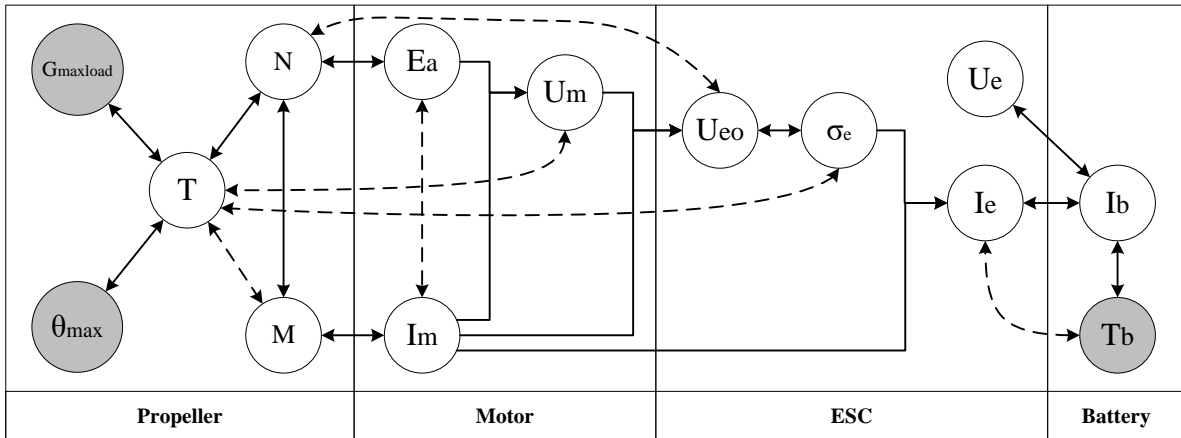 Gmaxload
N
Ea
Um
Ue
T
Ueo
σe
Ie
Ib
θmax
M
Im
Tb
Propeller
Motor
ESC
Battery